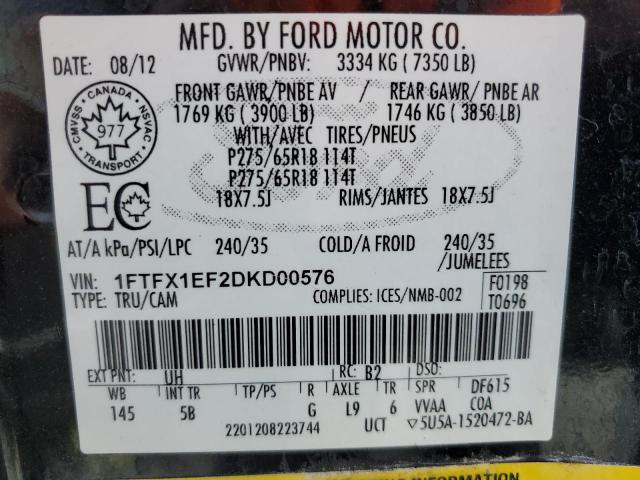 MFD. BY FORD MOTOR CO.
DATE: 08/12 GVWR/PNBV: 3334 KG ( 7350 LB)
FRONT GAWR/PNBE AV / REAR GAWR/ PNBE AR
1769 KG ( 3900 LB) 1746 KG ( 3850 LB)
WITH/AVEC TIRES/PNEUS
CANADA CMVSS NSVAC 977 TRANSPORT
P275/65R18 114T
P275/65R18 114T
18X7.5J RIMS/JANTES 18X7.5J
EC
AT/A kPa/PSI/LPC 240/35 COLD/A FROID 240/35
/JUMELEES
VIN: 1FTFX1EF2DKD00576
TYPE: TRU/CAM COMPLIES: ICES/NMB-002
F0198
T0696
EXT PNT: UH RC: B2 DSO:
WB INT TR TP/PS R AXLE TR SPR DF615
145 5B G L9 6 VVAA COA
2201208223744 UCT ▽5U5A-1520472-BA
INFORMATION